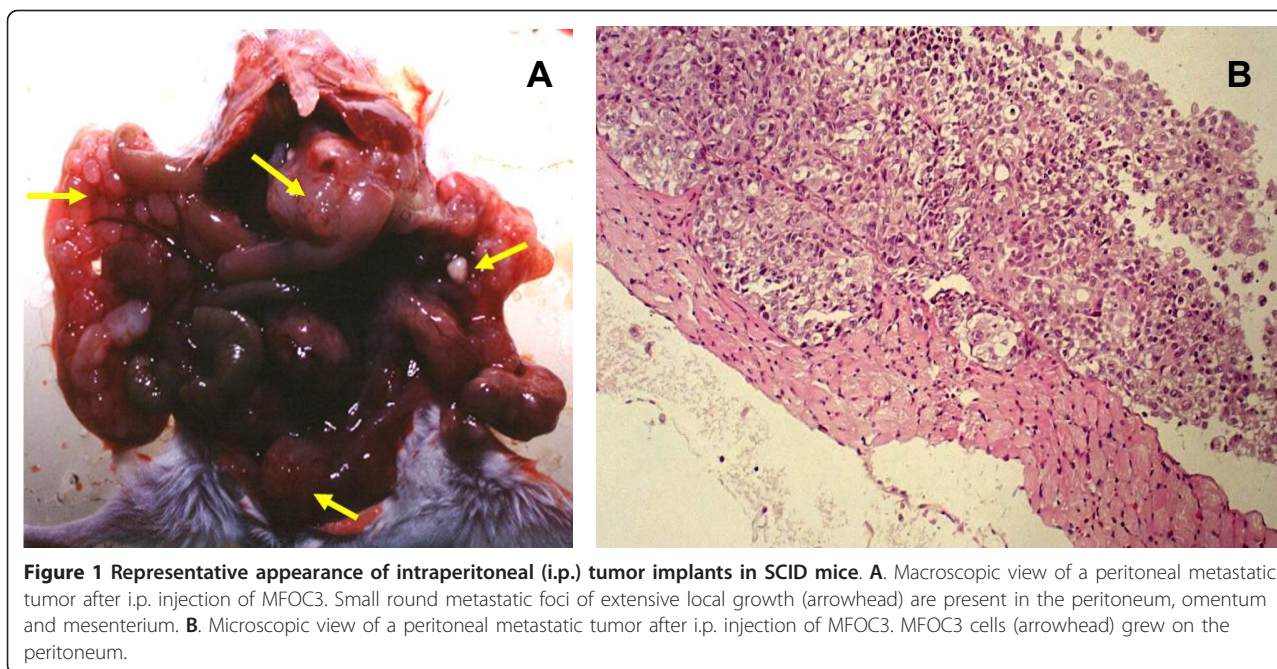 A
B
Figure 1 Representative appearance of intraperitoneal (i.p.) tumor implants in SCID mice. A. Macroscopic view of a peritoneal metastatic
tumor after i.p. injection of MFOC3. Small round metastatic foci of extensive local growth (arrowhead) are present in the peritoneum, omentum
and mesenterium. B. Microscopic view of a peritoneal metastatic tumor after i.p. injection of MFOC3. MFOC3 cells (arrowhead) grew on the
peritoneum.